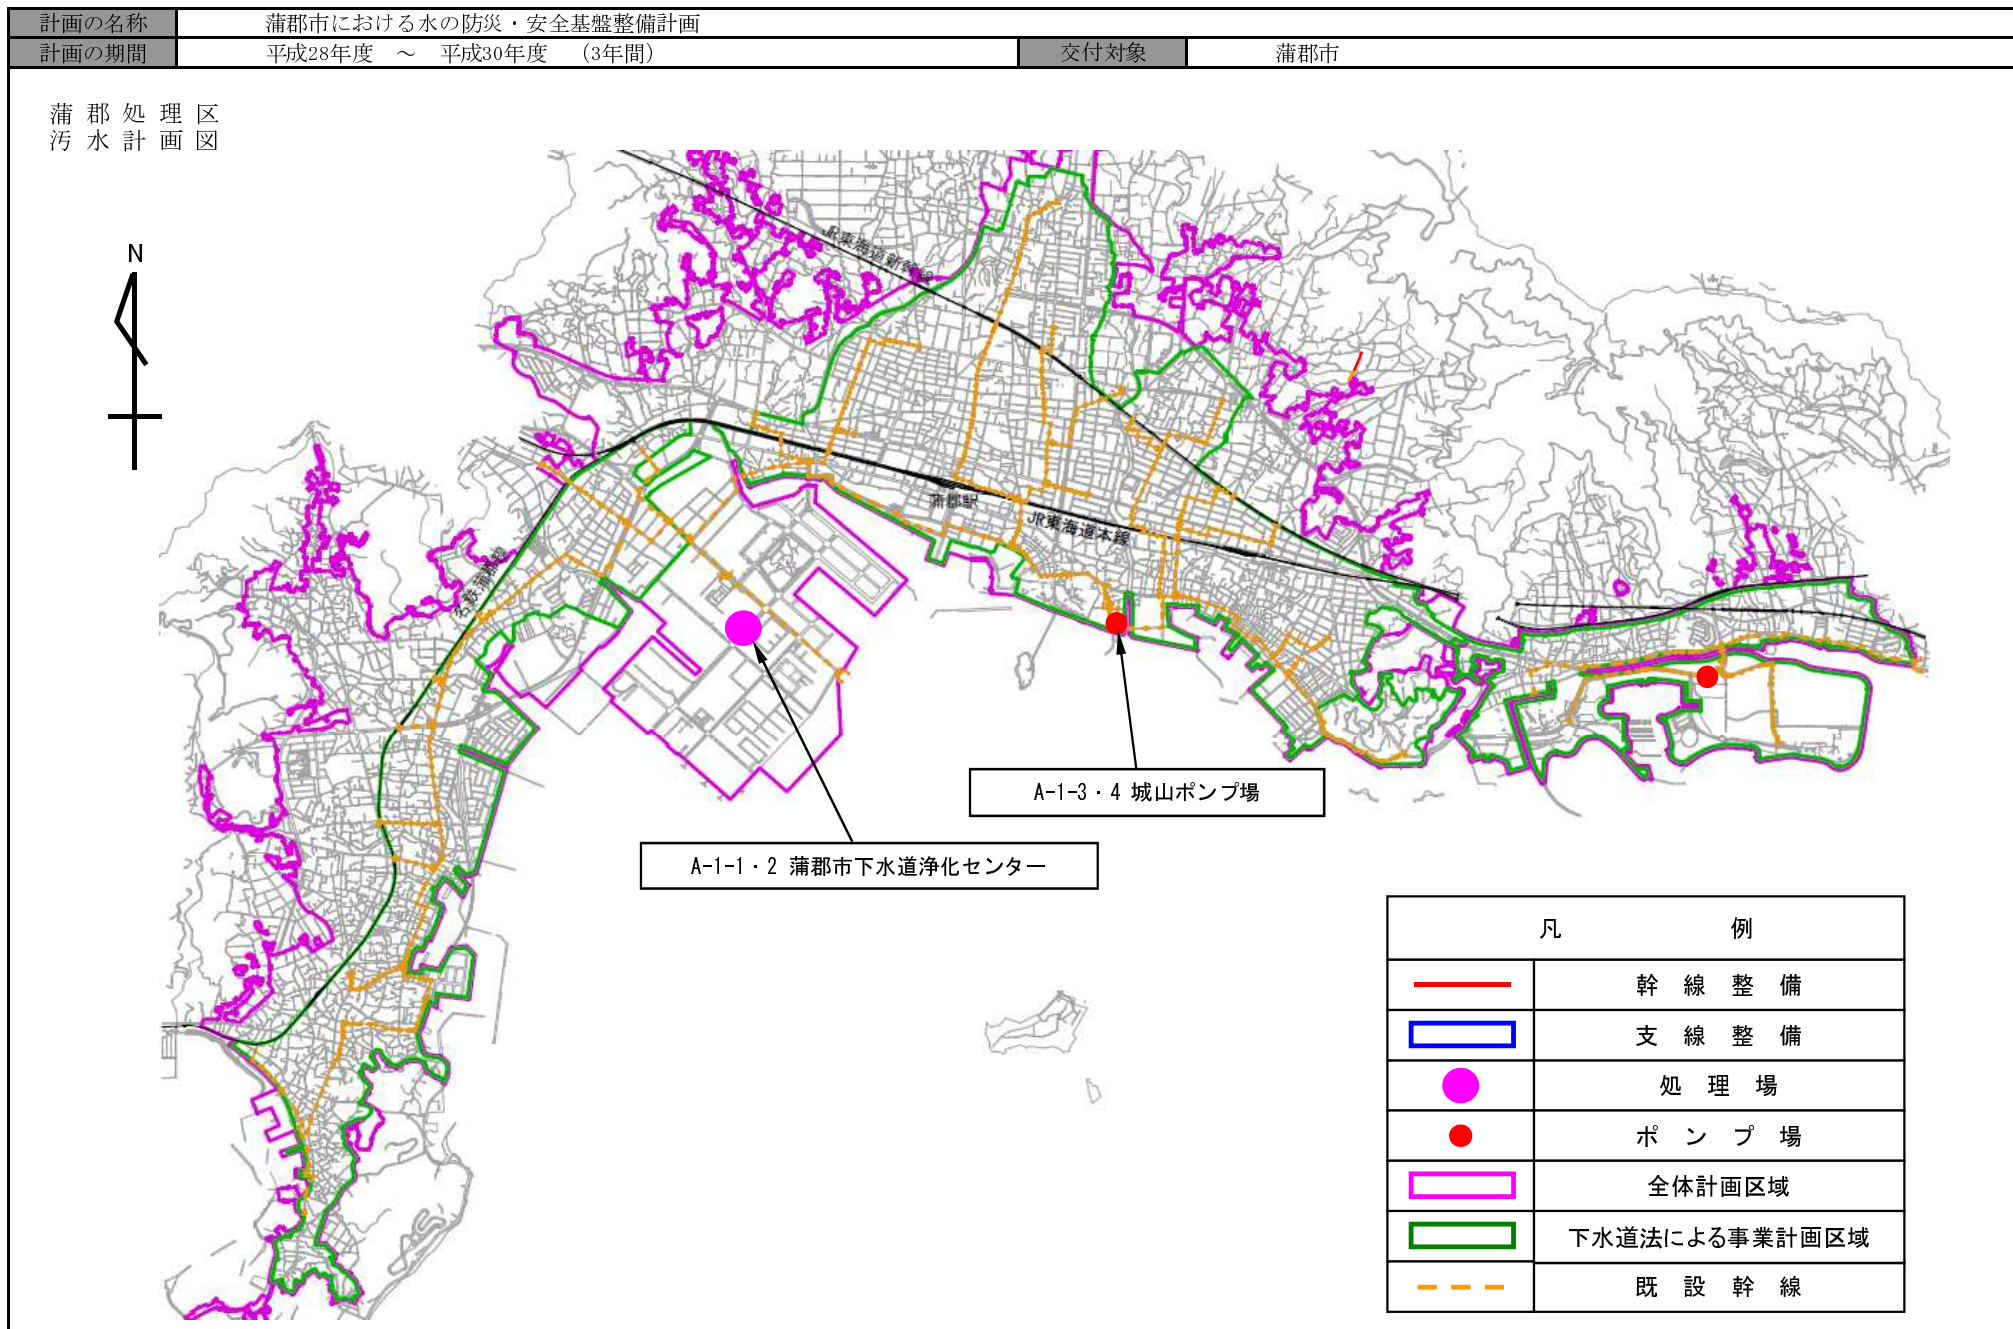 計画の名称 蒲郡市における水の防災・安全基盤整備計画
計画の期間 平成28年度 ～ 平成30年度 （3年間） 交付対象 蒲郡市
蒲郡処理区
汚水計画図
N
JR東海道新幹線
蒲郡駅
JR東海道本線
名鉄蒲郡線
A-1-3・4 城山ポンプ場
A-1-1・2 蒲郡市下水道浄化センター
凡 例
幹線整備
支線整備
処理場
ポンプ場
全体計画区域
下水道法による事業計画区域
既設幹線